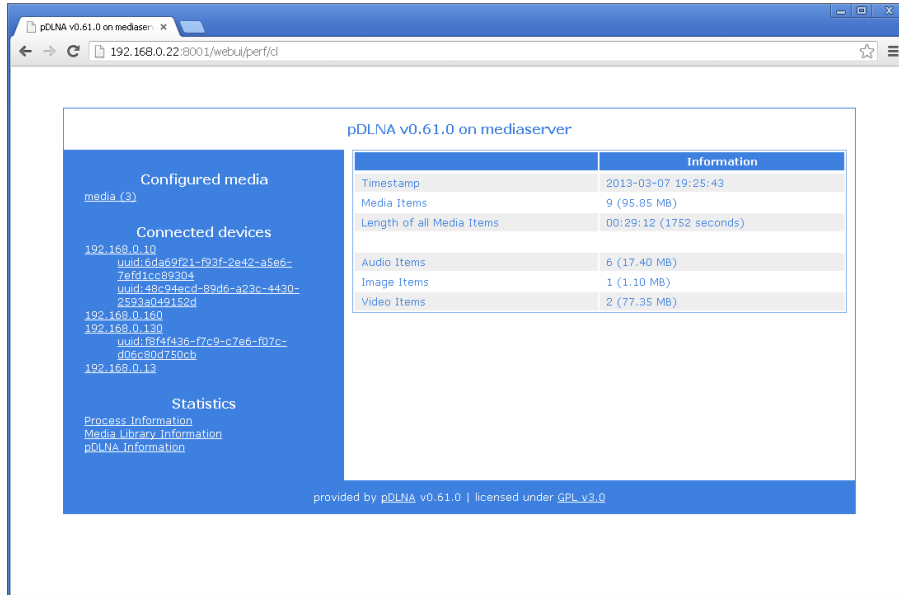 pDLNA v0.61.0 on mediaser
192.168.0.22:8001/webui/perf/cl
pDLNA v0.61.0 on mediaserver
Configured media
media (3)
Connected devices
192.168.0.10
uuid:6da69f21-f93f-2e42-a5e6-
7efd1cc89304
uuid:48c94ecd-89d6-a23c-4430-
2593a049152d
192.168.0.160
192.168.0.130
uuid:f8f4f436-f7c9-c7e6-f07c-
d06c80d750cb
192.168.0.13
Statistics
Process Information
Media Library Information
pDLNA Information
Information
Timestamp 2013-03-07 19:25:43
Media Items 9 (95.85 MB)
Length of all Media Items 00:29:12 (1752 seconds)
Audio Items 6 (17.40 MB)
Image Items 1 (1.10 MB)
Video Items 2 (77.35 MB)
provided by pDLNA v0.61.0 | licensed under GPL v3.0